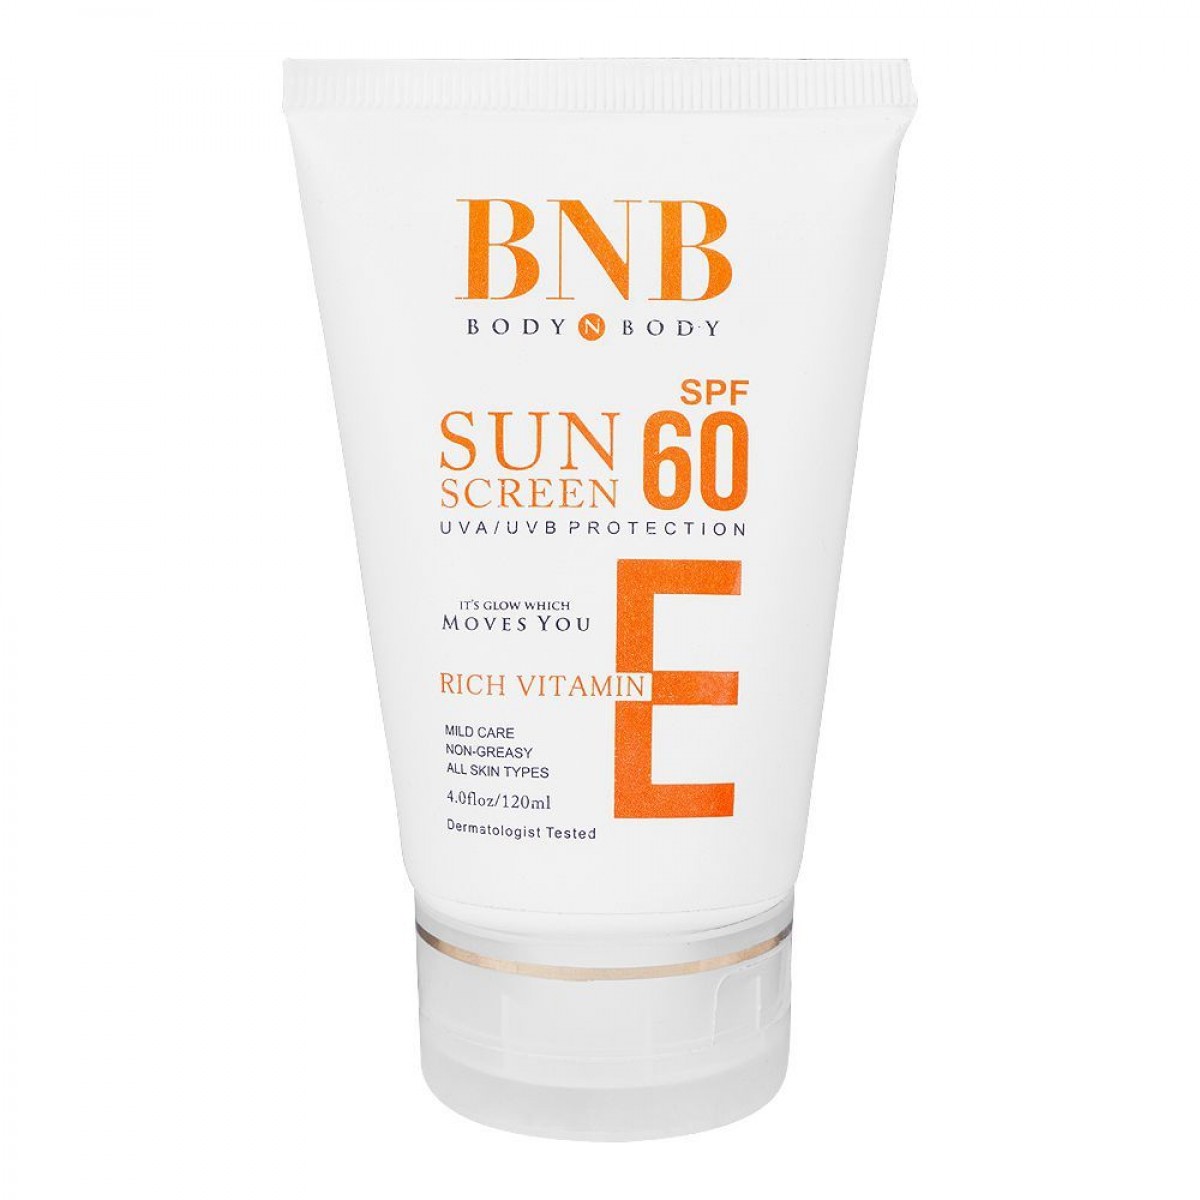 BNB
BODY N BODY
SPF
SUN 60
SCREEN
UVA/UVB PROTECTION
IT'S GLOW WHICH
MOVES YOU
RICH VITAMIN E
MILD CARE
NON-GREASY
ALL SKIN TYPES
4.0floz/120ml
Dermatologist Tested